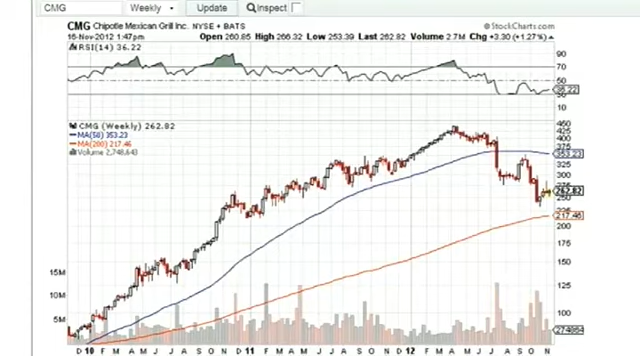 CMG Weekly Update Inspect
CMG Chipotle Mexican Grill Inc. NYSE + BATS © StockCharts.com
16-Nov-2012 1:47pm Open 260.85 High 266.32 Low 253.39 Last 262.82 Volume 2.7M Chg +3.30 (+1.27%)
RSI(14) 36.22
90
70
50
36.22
30
10
CMG (Weekly) 262.82
MA(50) 353.23
MA(200) 217.46
Volume 2,748,643
450
425
400
375
353.23
325
300
275
262.82
250
225
217.46
200
175
150
125
100
15M
10M
5M
2748643
D 10 F M A M J J A S O N D 11 F M A M J J A S O N D 12 F M A M J J A S O